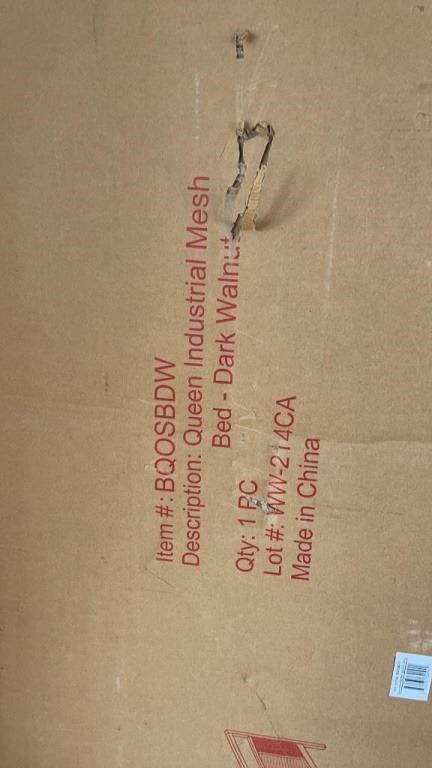 Item #: BQOSBDW
Description: Queen Industrial Mesh
Bed - Dark Walnut
Qty: 1 PC
Lot #: WW-214CA
Made in China